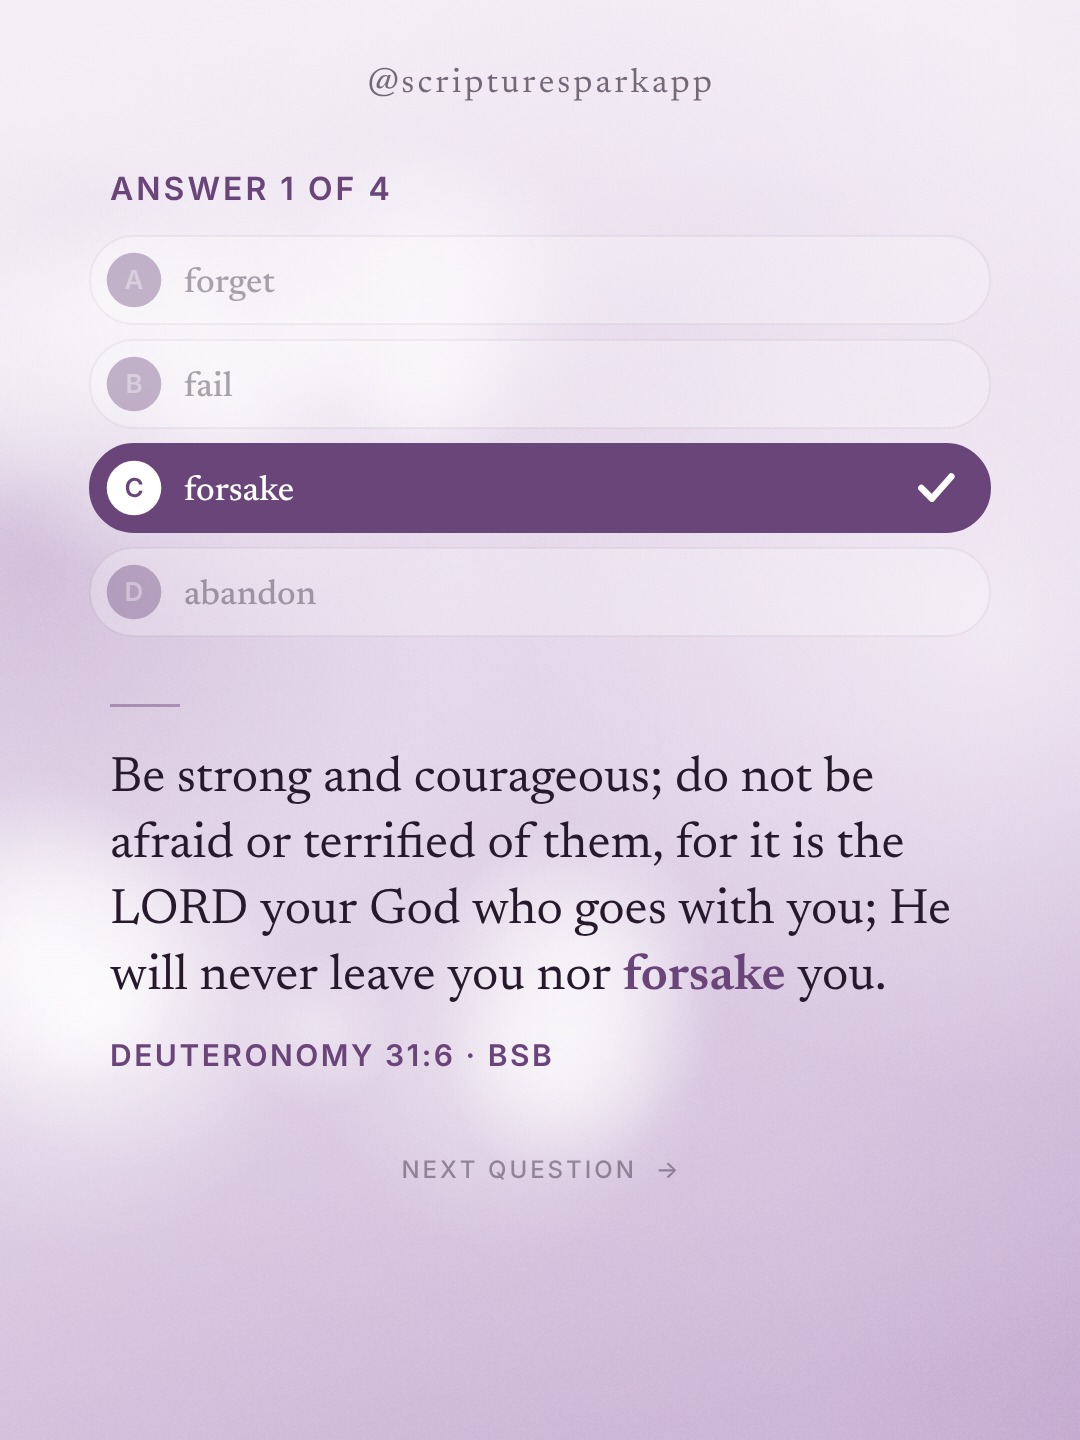 @scripturesparkapp
ANSWER 1 OF 4
A forget
B fail
C forsake
D abandon
Be strong and courageous; do not be
afraid or terrified of them, for it is the
LORD your God who goes with you; He
will never leave you nor forsake you.
DEUTERONOMY 31:6 · BSB
NEXT QUESTION →